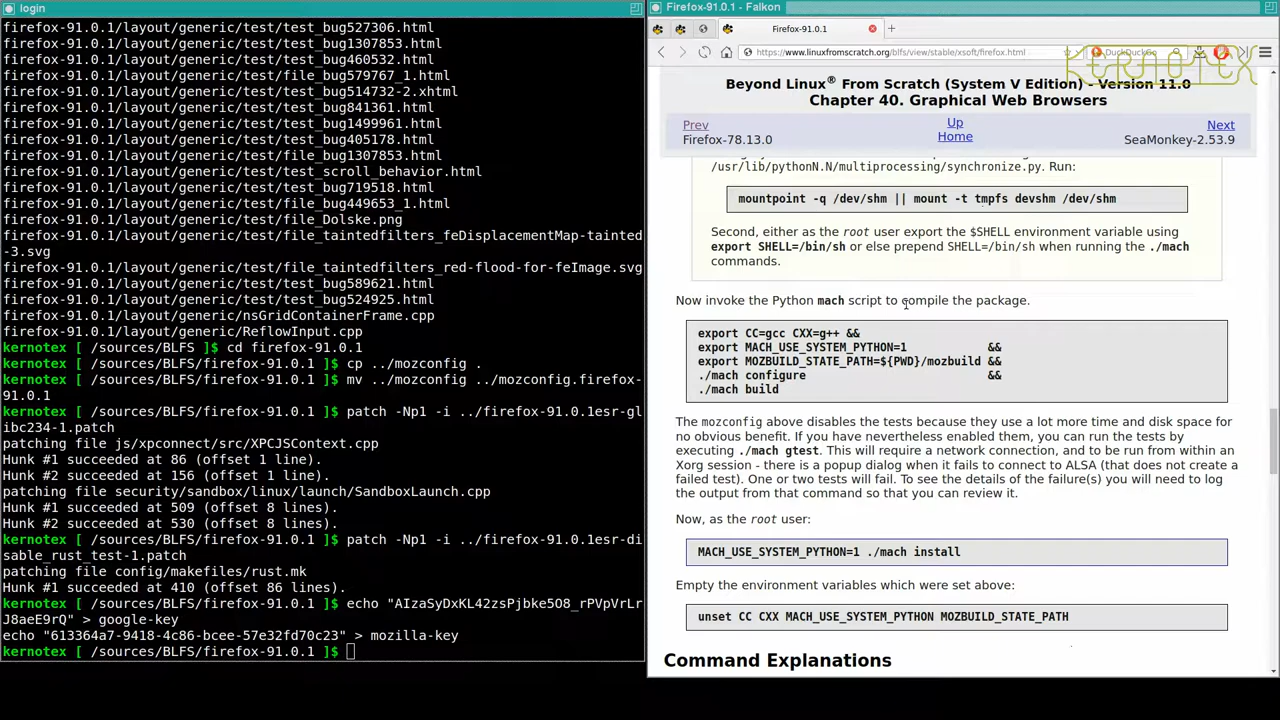 login
firefox-91.0.1/layout/generic/test/test_bug527306.html
firefox-91.0.1/layout/generic/test/test_bug1307853.html
firefox-91.0.1/layout/generic/test/test_bug460532.html
firefox-91.0.1/layout/generic/test/file_bug579767_1.html
firefox-91.0.1/layout/generic/test/test_bug514732-2.xhtml
firefox-91.0.1/layout/generic/test/test_bug841361.html
firefox-91.0.1/layout/generic/test/test_bug1499961.html
firefox-91.0.1/layout/generic/test/test_bug405178.html
firefox-91.0.1/layout/generic/test/file_bug1307853.html
firefox-91.0.1/layout/generic/test/test_scroll_behavior.html
firefox-91.0.1/layout/generic/test/test_bug719518.html
firefox-91.0.1/layout/generic/test/file_bug449653_1.html
firefox-91.0.1/layout/generic/test/file_Dolske.png
firefox-91.0.1/layout/generic/test/file_taintedfilters_feDisplacementMap-tainted
-3.svg
firefox-91.0.1/layout/generic/test/file_taintedfilters_red-flood-for-feImage.svg
firefox-91.0.1/layout/generic/test/test_bug589621.html
firefox-91.0.1/layout/generic/test/test_bug524925.html
firefox-91.0.1/layout/generic/nsGridContainerFrame.cpp
firefox-91.0.1/layout/generic/ReflowInput.cpp
kernotex [ /sources/BLFS ]$ cd firefox-91.0.1
kernotex [ /sources/BLFS/firefox-91.0.1 ]$ cp ../mozconfig .
kernotex [ /sources/BLFS/firefox-91.0.1 ]$ mv ../mozconfig ../mozconfig.firefox-
91.0.1
kernotex [ /sources/BLFS/firefox-91.0.1 ]$ patch -Np1 -i ../firefox-91.0.1esr-gl
ibc234-1.patch
patching file js/xpconnect/src/XPCJSContext.cpp
Hunk #1 succeeded at 86 (offset 1 line).
Hunk #2 succeeded at 156 (offset 1 line).
patching file security/sandbox/linux/launch/SandboxLaunch.cpp
Hunk #1 succeeded at 509 (offset 8 lines).
Hunk #2 succeeded at 530 (offset 8 lines).
kernotex [ /sources/BLFS/firefox-91.0.1 ]$ patch -Np1 -i ../firefox-91.0.1esr-di
sable_rust_test-1.patch
patching file config/makefiles/rust.mk
Hunk #1 succeeded at 410 (offset 86 lines).
kernotex [ /sources/BLFS/firefox-91.0.1 ]$ echo "AIzaSyDxKL42zsPjbke5O8_rPVpVrLr
J8aeE9rQ" > google-key
echo "613364a7-9418-4c86-bcee-57e32fd70c23" > mozilla-key
kernotex [ /sources/BLFS/firefox-91.0.1 ]$
Firefox-91.0.1 - Falkon
Firefox-91.0.1
https://www.linuxfromscratch.org/blfs/view/stable/xsoft/firefox.html
DuckDuckGo
KERNOTEX
Beyond Linux® From Scratch (System V Edition) - Version 11.0
Chapter 40. Graphical Web Browsers
Prev
Up
Next
Firefox-78.13.0
Home
SeaMonkey-2.53.9
/usr/lib/pythonN.N/multiprocessing/synchronize.py. Run:
mountpoint -q /dev/shm || mount -t tmpfs devshm /dev/shm
Second, either as the root user export the $SHELL environment variable using
export SHELL=/bin/sh or else prepend SHELL=/bin/sh when running the ./mach
commands.
Now invoke the Python mach script to compile the package.
export CC=gcc CXX=g++ &&
export MACH_USE_SYSTEM_PYTHON=1 &&
export MOZBUILD_STATE_PATH=${PWD}/mozbuild &&
./mach configure &&
./mach build
The mozconfig above disables the tests because they use a lot more time and disk space for
no obvious benefit. If you have nevertheless enabled them, you can run the tests by
executing ./mach gtest. This will require a network connection, and to be run from within an
Xorg session - there is a popup dialog when it fails to connect to ALSA (that does not create a
failed test). One or two tests will fail. To see the details of the failure(s) you will need to log
the output from that command so that you can review it.
Now, as the root user:
MACH_USE_SYSTEM_PYTHON=1 ./mach install
Empty the environment variables which were set above:
unset CC CXX MACH_USE_SYSTEM_PYTHON MOZBUILD_STATE_PATH
Command Explanations